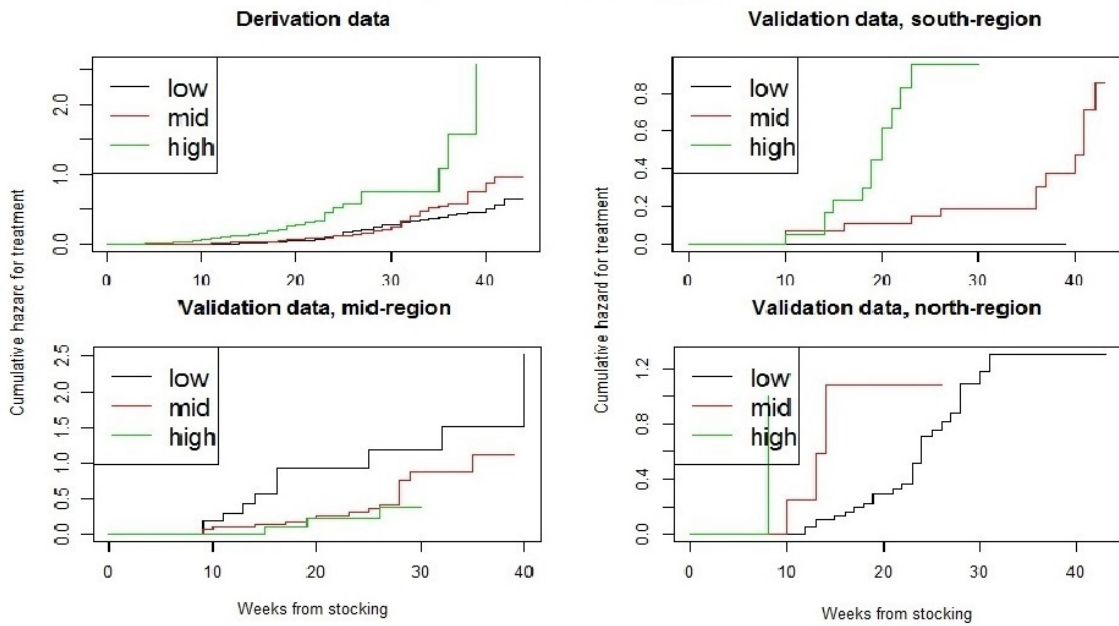 Derivation data
low
mid
high
0.0 1.0 2.0
0 10 20 30 40
Validation data, south-region
low
mid
high
0.0 0.2 0.4 0.6 0.8
0 10 20 30 40
Cumulative hazard for treatment
Cumulative hazard for treatment
Validation data, mid-region
low
mid
high
0.0 0.5 1.0 1.5 2.0 2.5
0 10 20 30 40
Weeks from stocking
Validation data, north-region
low
mid
high
0.0 0.4 0.8 1.2
0 10 20 30 40
Weeks from stocking